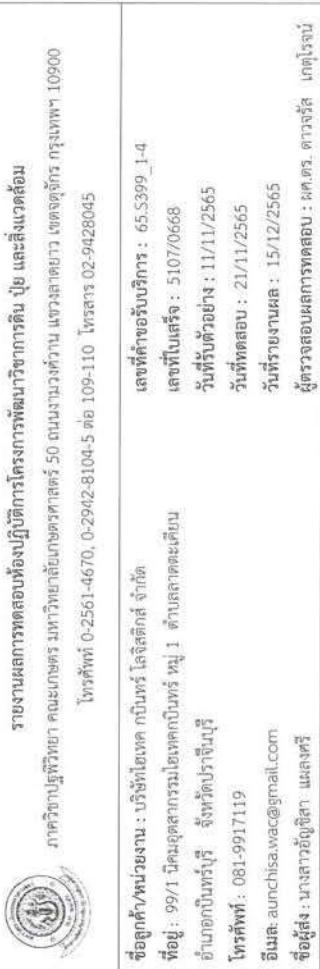 รายงานผลการทดสอบห้องปฏิบัติการโครงการพัฒนาวิชาการดิน ปุ๋ย และสิ่งแวดล้อม
ภาควิชาปฐพีวิทยา คณะเกษตร มหาวิทยาลัยเกษตรศาสตร์ 50 ถนนงามวงศ์วาน แขวงลาดยาว เขตจตุจักร กรุงเทพฯ 10900
โทรศัพท์ 0-2561-4670, 0-2942-8104-5 ต่อ 109-110 โทรสาร 02-9428045
ชื่อลูกค้า/หน่วยงาน : บริษัทไฮเทค กบินทร์ โลจิสติกส์ จำกัด
ที่อยู่ : 99/1 นิคมอุตสากรรมไฮเทคกบินทร์ หมู่ 1 ตำบลลาดตะเคียน
อำเภอกบินทร์บุรี จังหวัดปราจีนบุรี
โทรศัพท์ : 081-9917119
อีเมล: aunchisa.wac@gmail.com
ชื่อผู้ส่ง : นางสาวอัญชิสา แผลงศรี
เลขที่คำขอรับบริการ : 65.S399_1-4
เลขที่ใบเสร็จ : 5107/0668
วันที่รับตัวอย่าง : 11/11/2565
วันที่ทดสอบ : 21/11/2565
วันที่รายงานผล : 15/12/2565
ผู้ตรวจสอบผลการทดสอบ : ผศ.ดร. ดาวจรัส เกตุโรจน์